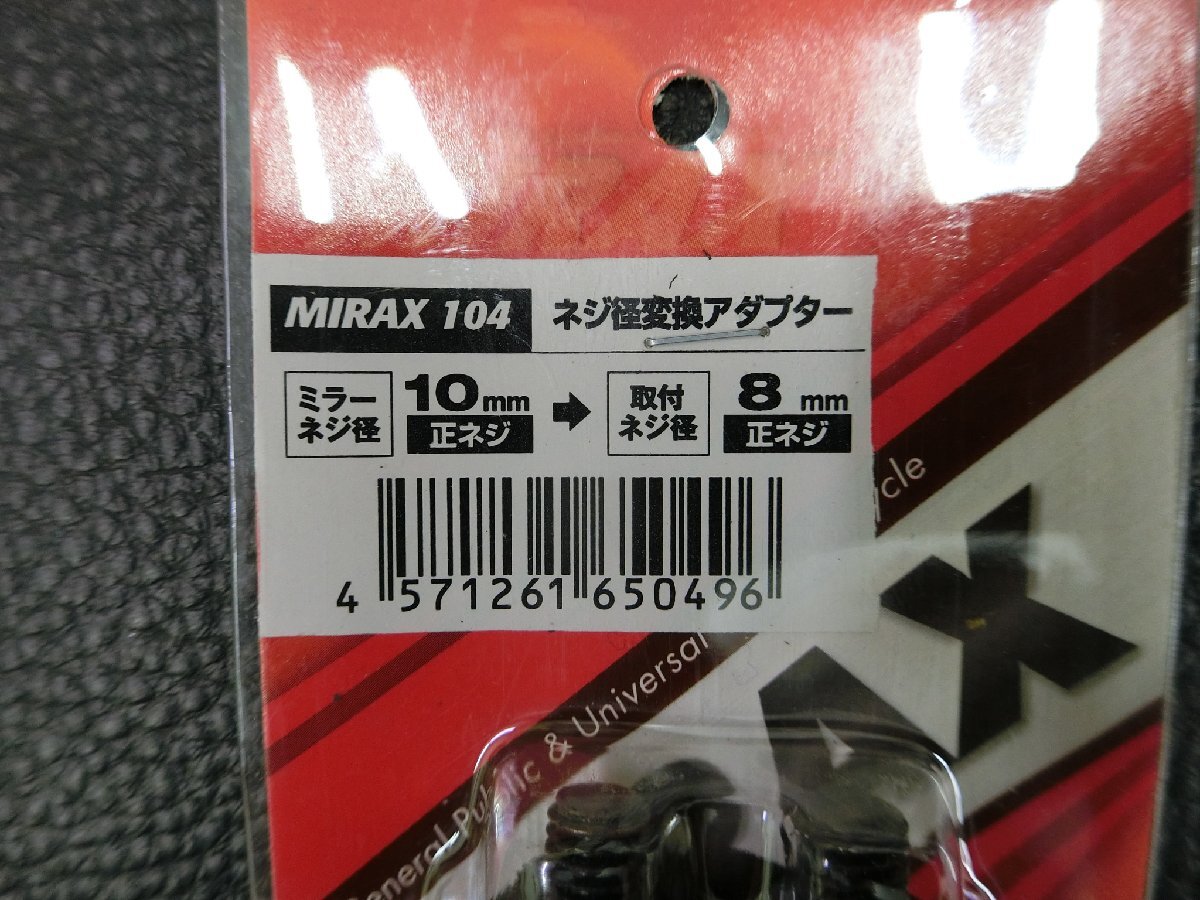 MIRAX 104 ネジ径変換アダプター
ミラーネジ径 10mm 正ネジ → 取付ネジ径 8mm 正ネジ
4 571261 650496
General Public & Universal
ycle